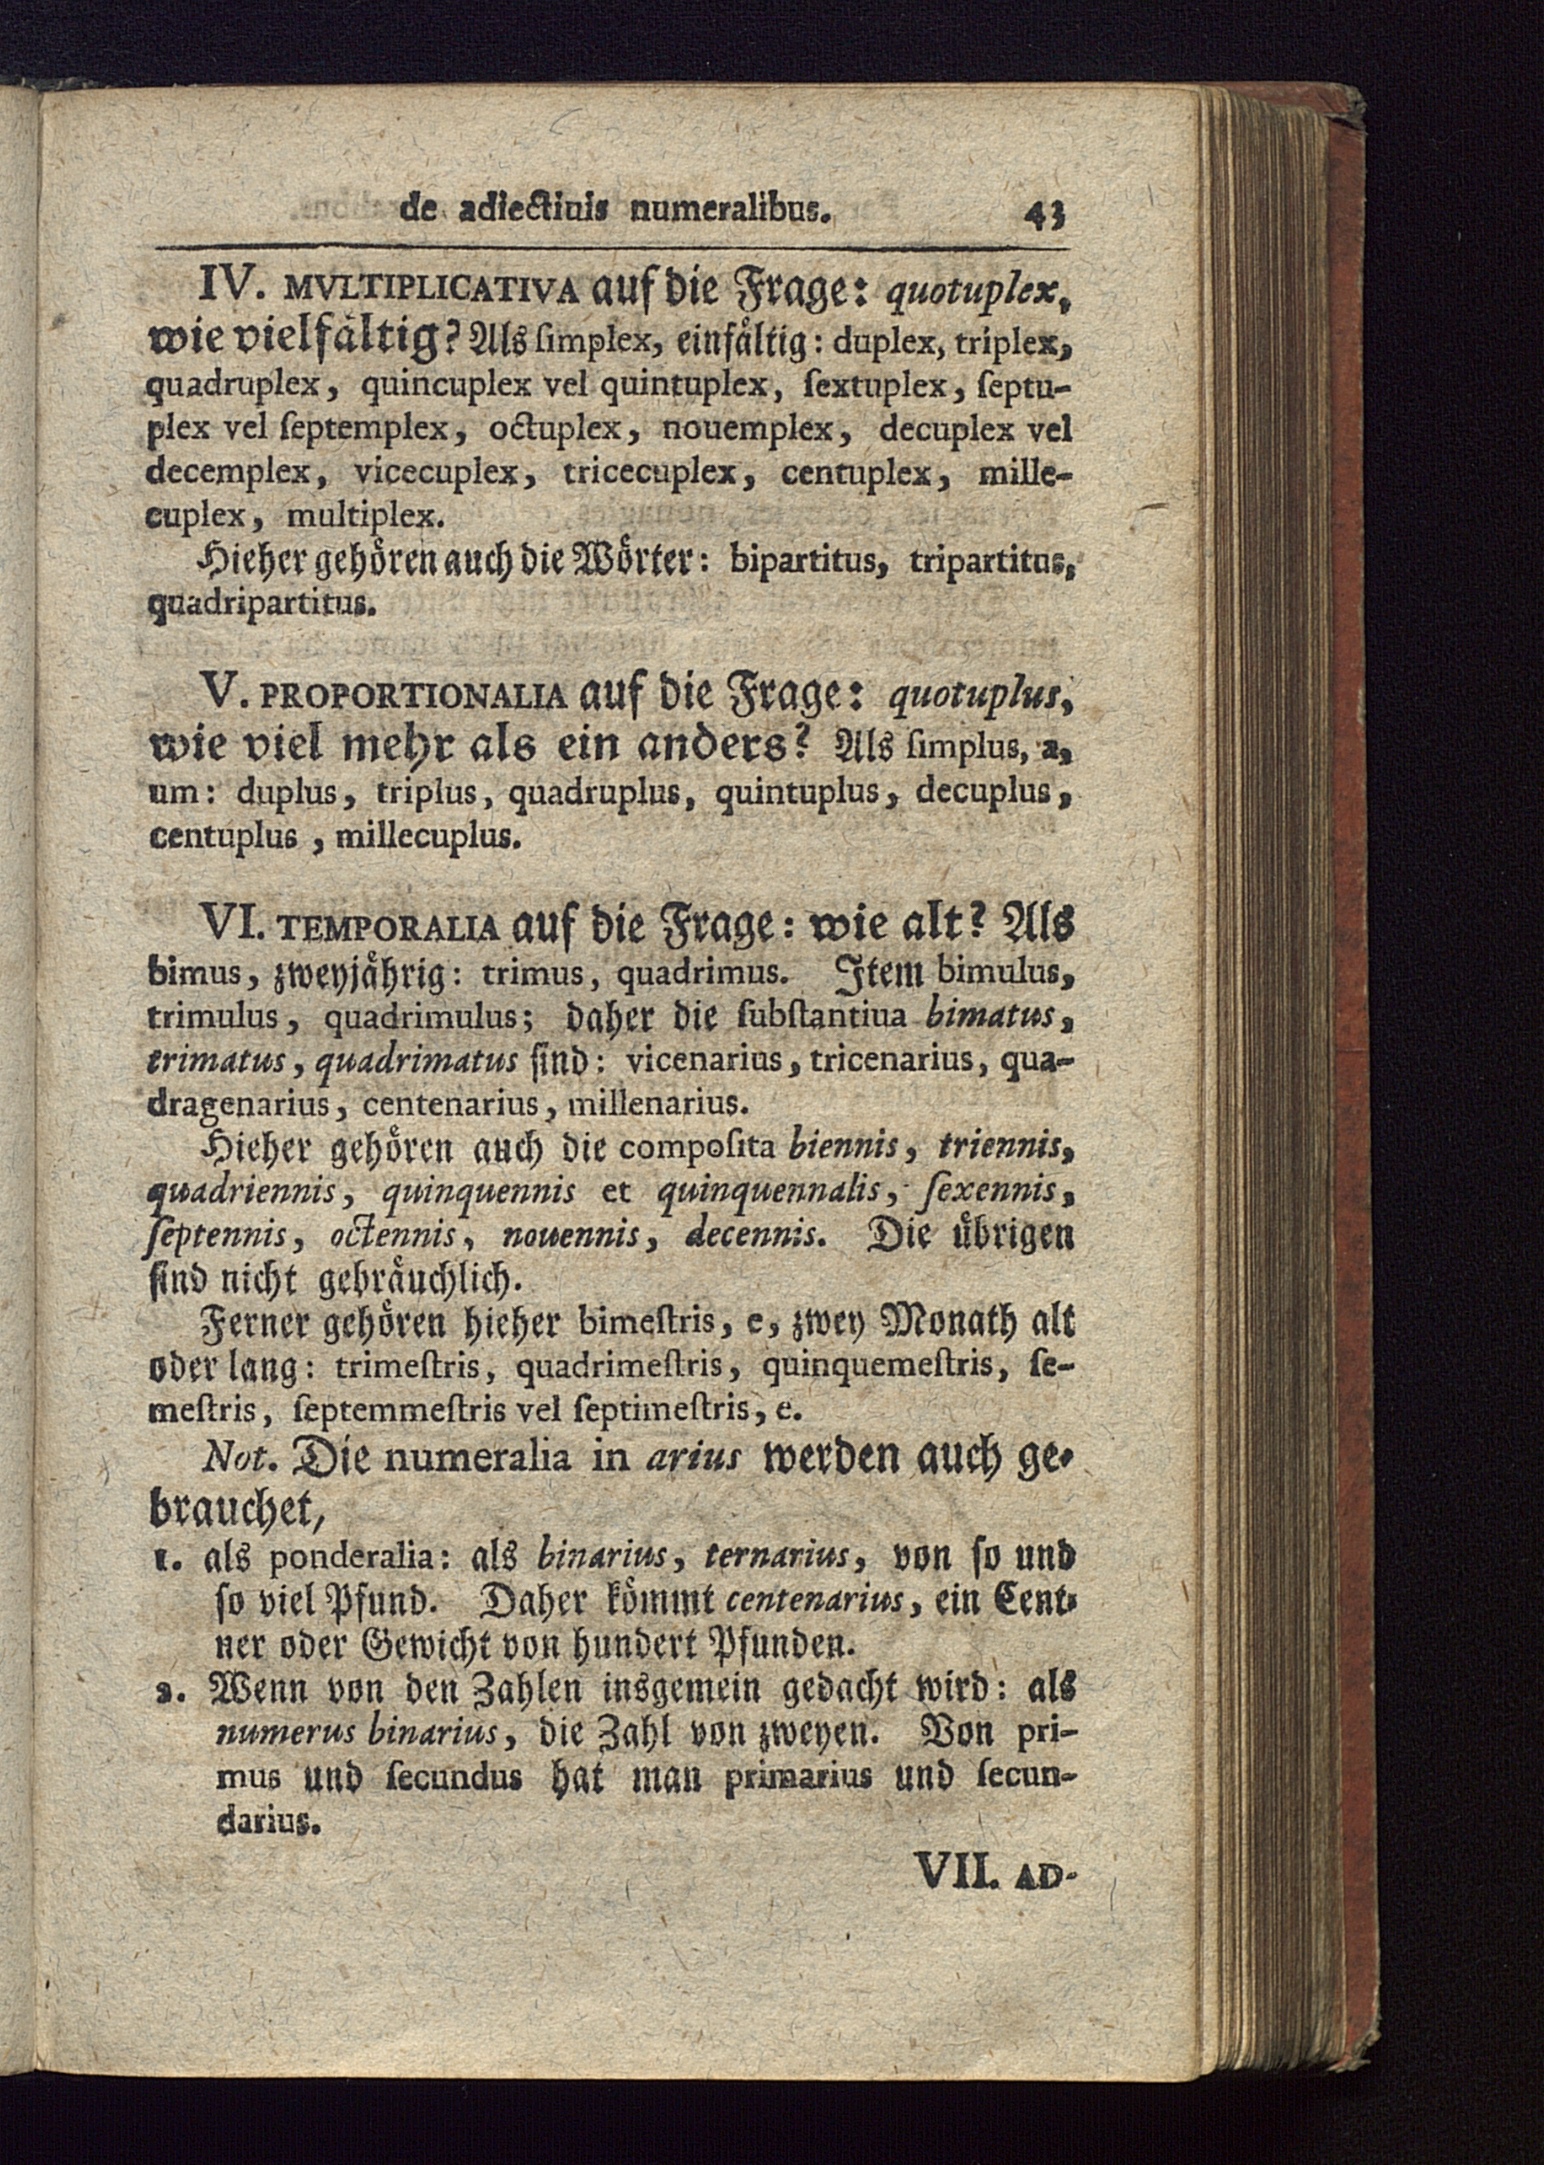 de adiectiuis numeralibus. 43
IV. MVLTIPLICATIVA auf die Frage: quotuplex,
wie vielfältig? Als ſimplex, einfältig: duplex, triplex,
quadruplex, quincuplex vel quintuplex, ſextuplex, ſeptu-
plex vel ſeptemplex, octuplex, nouemplex, decuplex vel
decemplex, vicecuplex, tricecuplex, centuplex, mille-
cuplex, multiplex.
Hieher gehören auch die Wörter: bipartitus, tripartitus,
quadripartitus.
V. PROPORTIONALIA auf die Frage: quotuplus,
wie viel mehr als ein anders? Als ſimplus, a,
um: duplus, triplus, quadruplus, quintuplus, decuplus,
centuplus, millecuplus.
VI. TEMPORALIA auf die Frage: wie alt? Als
bimus, zweyjährig: trimus, quadrimus. Item bimulus,
trimulus, quadrimulus; daher die ſubſtantiua bimatus,
trimatus, quadrimatus ſind: vicenarius, tricenarius, qua-
dragenarius, centenarius, millenarius.
Hieher gehören auch die compoſita biennis, triennis,
quadriennis, quinquennis et quinquennalis, ſexennis,
ſeptennis, octennis, nouennis, decennis. Die übrigen
ſind nicht gebräuchlich.
Ferner gehören hieher bimeſtris, e, zwey Monath alt
oder lang: trimeſtris, quadrimeſtris, quinquemeſtris, ſe-
meſtris, ſeptemmeſtris vel ſeptimeſtris, e.
Not. Die numeralia in arius werden auch ge-
brauchet,
1. als ponderalia: als binarius, ternarius, von ſo und
ſo viel Pfund. Daher kömmt centenarius, ein Cent-
ner oder Gewicht von hundert Pfunden.
2. Wenn von den Zahlen insgemein gedacht wird: als
numerus binarius, die Zahl von zweyen. Von pri-
mus und ſecundus hat man primarius und ſecun-
darius.
VII. AD-